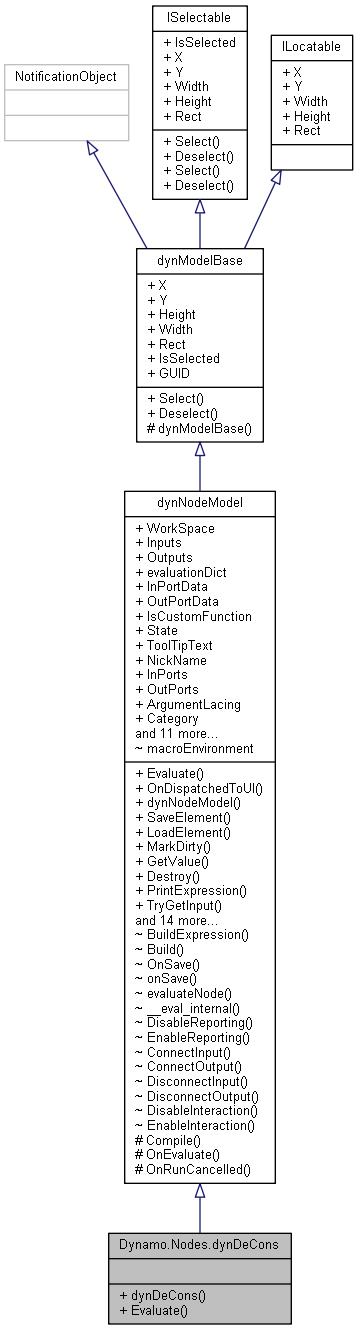 ISelectable
+ IsSelected
+ X
+ Y
+ Width
+ Height
+ Rect
+ Select()
+ Deselect()
+ Select()
+ Deselect()
ILocatable
+ X
+ Y
+ Width
+ Height
+ Rect
NotificationObject
dynModelBase
+ X
+ Y
+ Height
+ Width
+ Rect
+ IsSelected
+ GUID
+ Select()
+ Deselect()
# dynModelBase()
dynNodeModel
+ WorkSpace
+ Inputs
+ Outputs
+ evaluationDict
+ InPortData
+ OutPortData
+ IsCustomFunction
+ State
+ ToolTipText
+ NickName
+ InPorts
+ OutPorts
+ ArgumentLacing
+ Category
and 11 more...
~ macroEnvironment
+ Evaluate()
+ OnDispatchedToUI()
+ dynNodeModel()
+ SaveElement()
+ LoadElement()
+ MarkDirty()
+ GetValue()
+ Destroy()
+ PrintExpression()
+ TryGetInput()
and 14 more...
~ BuildExpression()
~ Build()
~ OnSave()
~ onSave()
~ evaluateNode()
~ __eval_internal()
~ DisableReporting()
~ EnableReporting()
~ ConnectInput()
~ ConnectOutput()
~ DisconnectInput()
~ DisconnectOutput()
~ DisableInteraction()
~ EnableInteraction()
# Compile()
# OnEvaluate()
# OnRunCancelled()
Dynamo.Nodes.dynDeCons
+ dynDeCons()
+ Evaluate()